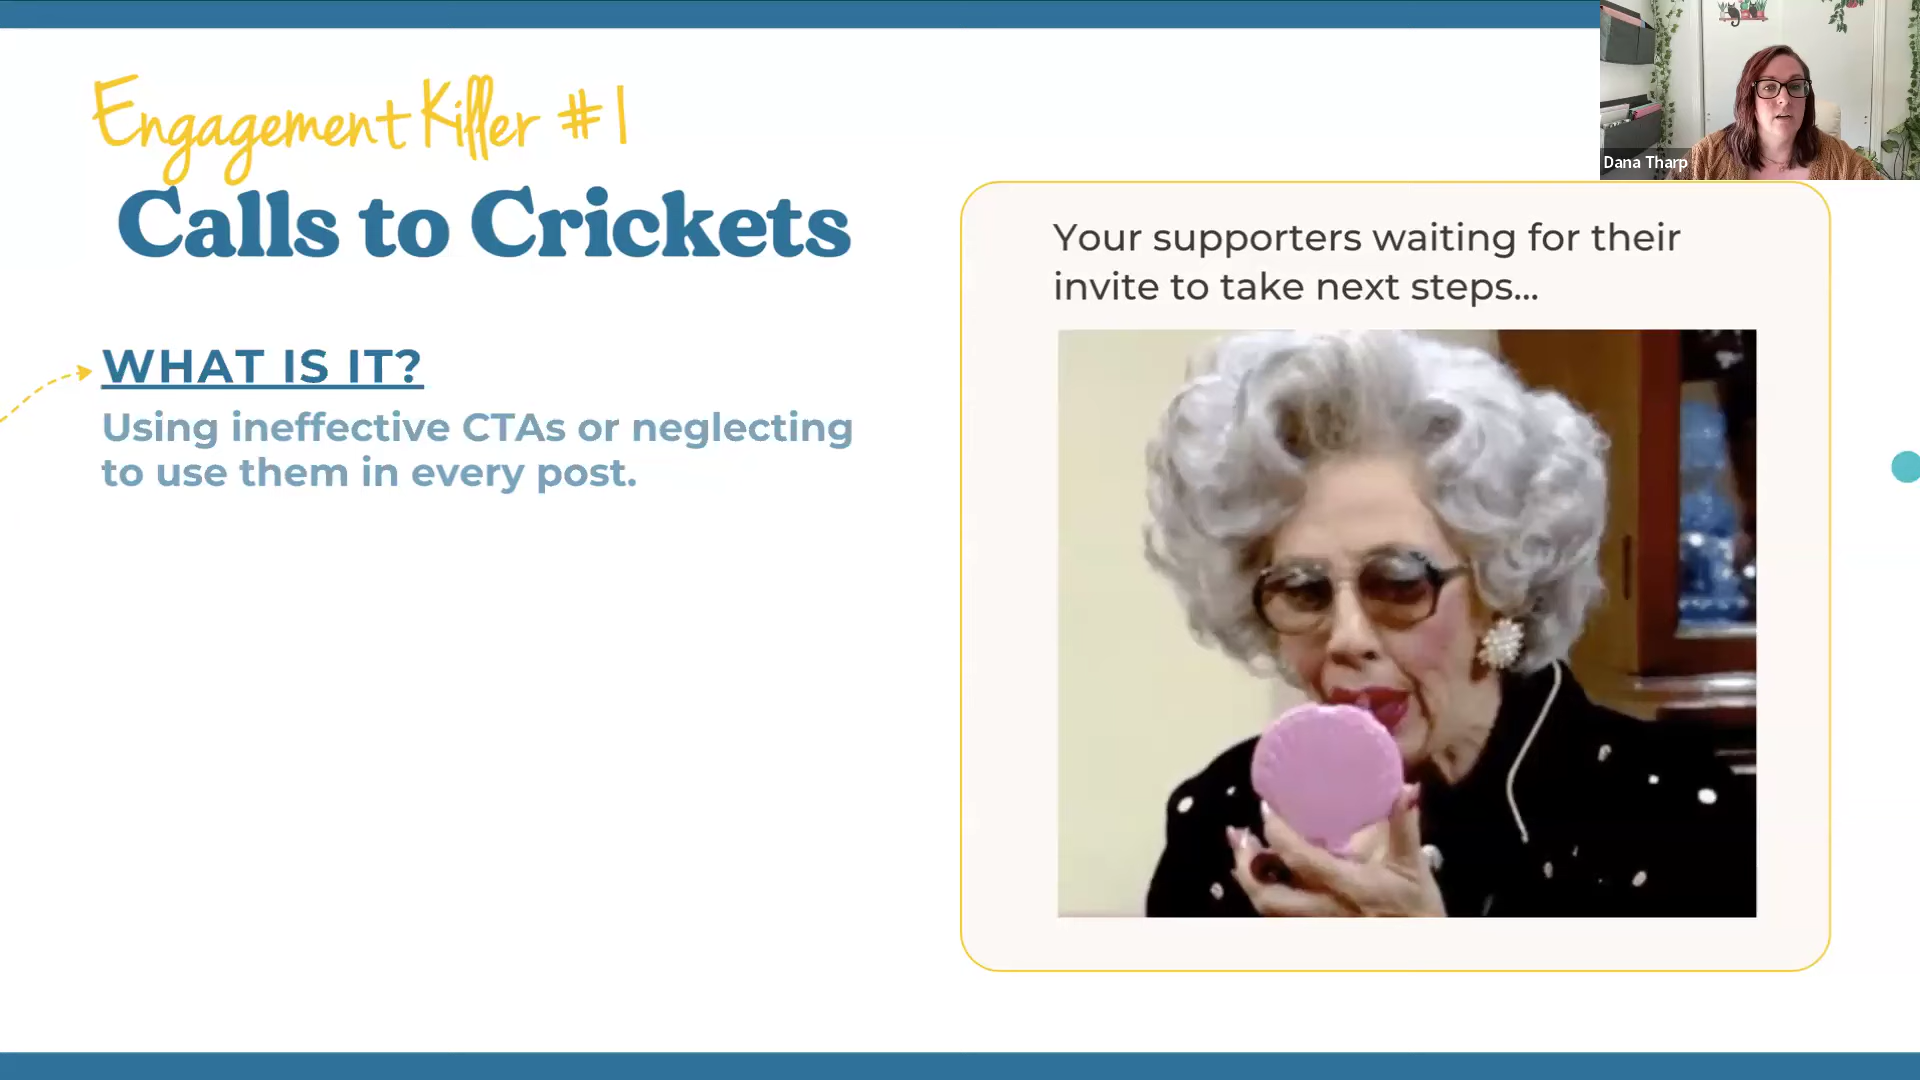 Engagement Killer #1
Calls to Crickets
WHAT IS IT?
Using ineffective CTAs or neglecting
to use them in every post.
Your supporters waiting for their
invite to take next steps...
Dana Tharp